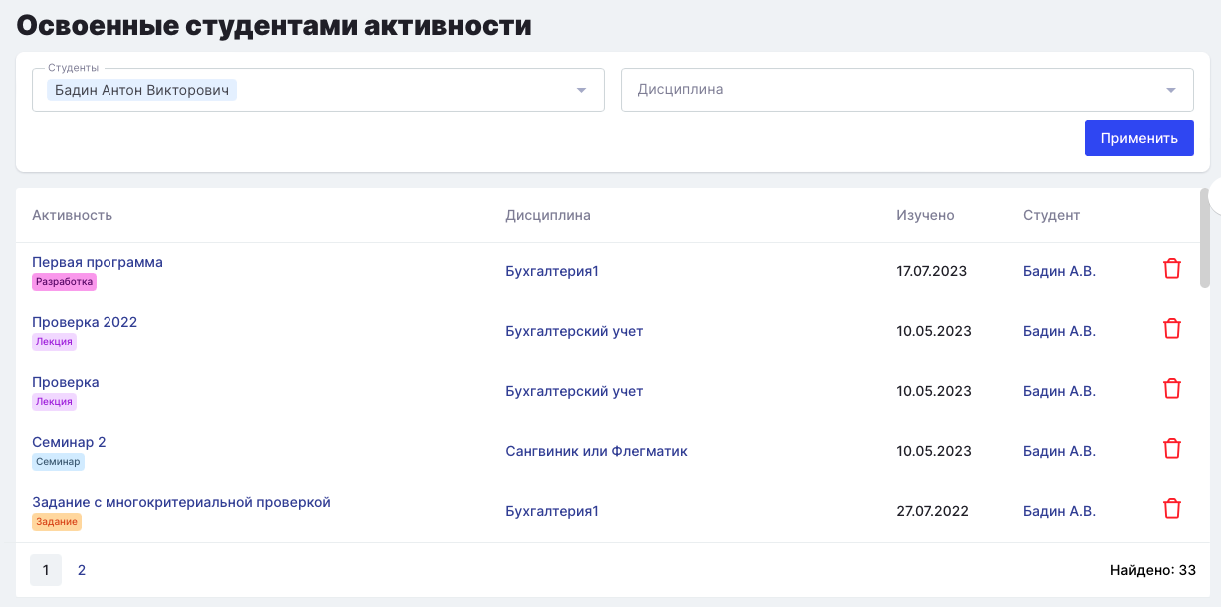 Освоенные студентами активности
Студенты
Бадин Антон Викторович
Дисциплина
Применить
Активность Дисциплина Изучено Студент
Первая программа
Разработка
Бухгалтерия1 17.07.2023 Бадин А.В.
Проверка 2022
Лекция
Бухгалтерский учет 10.05.2023 Бадин А.В.
Проверка
Лекция
Бухгалтерский учет 10.05.2023 Бадин А.В.
Семинар 2
Семинар
Сангвиник или Флегматик 10.05.2023 Бадин А.В.
Задание с многокритериальной проверкой
Задание
Бухгалтерия1 27.07.2022 Бадин А.В.
1 2 Найдено: 33